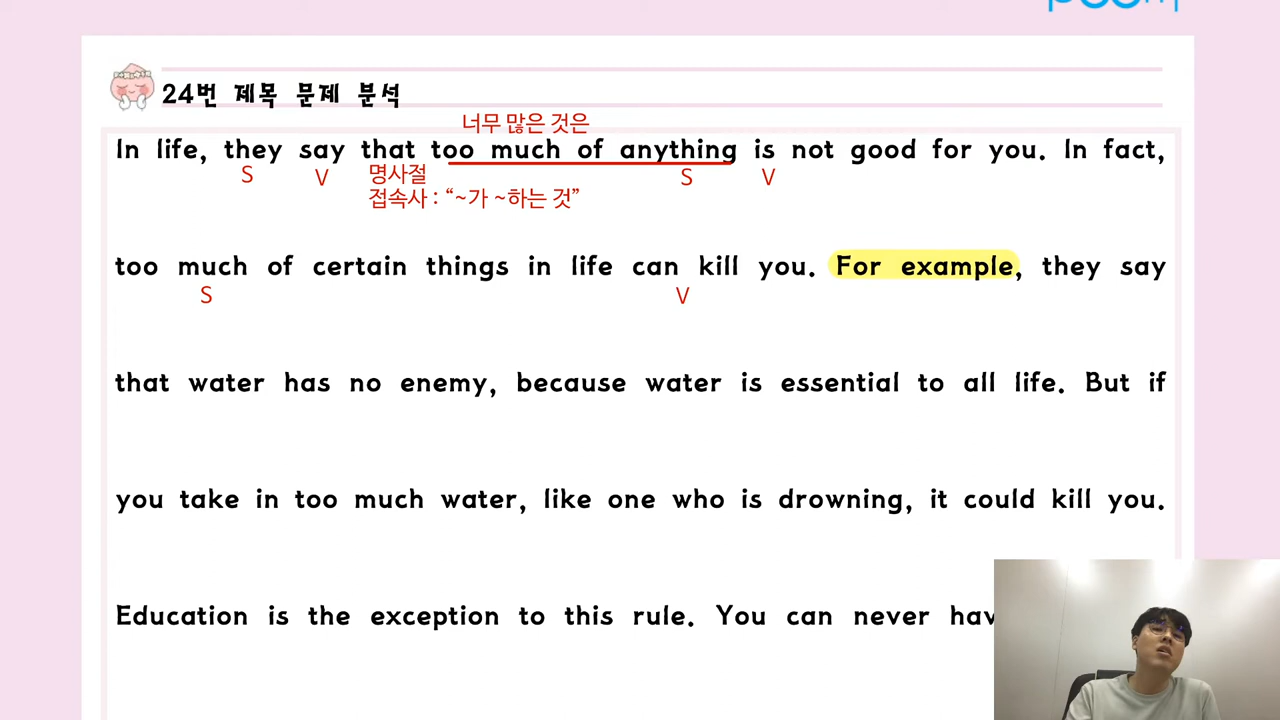 24번 제목 문제 분석
너무 많은 것은
In life, they say that too much of anything is not good for you. In fact,
S V 명사절 S V
접속사 : “~가 ~하는 것”
too much of certain things in life can kill you. For example, they say
S V
that water has no enemy, because water is essential to all life. But if
you take in too much water, like one who is drowning, it could kill you.
Education is the exception to this rule. You can never